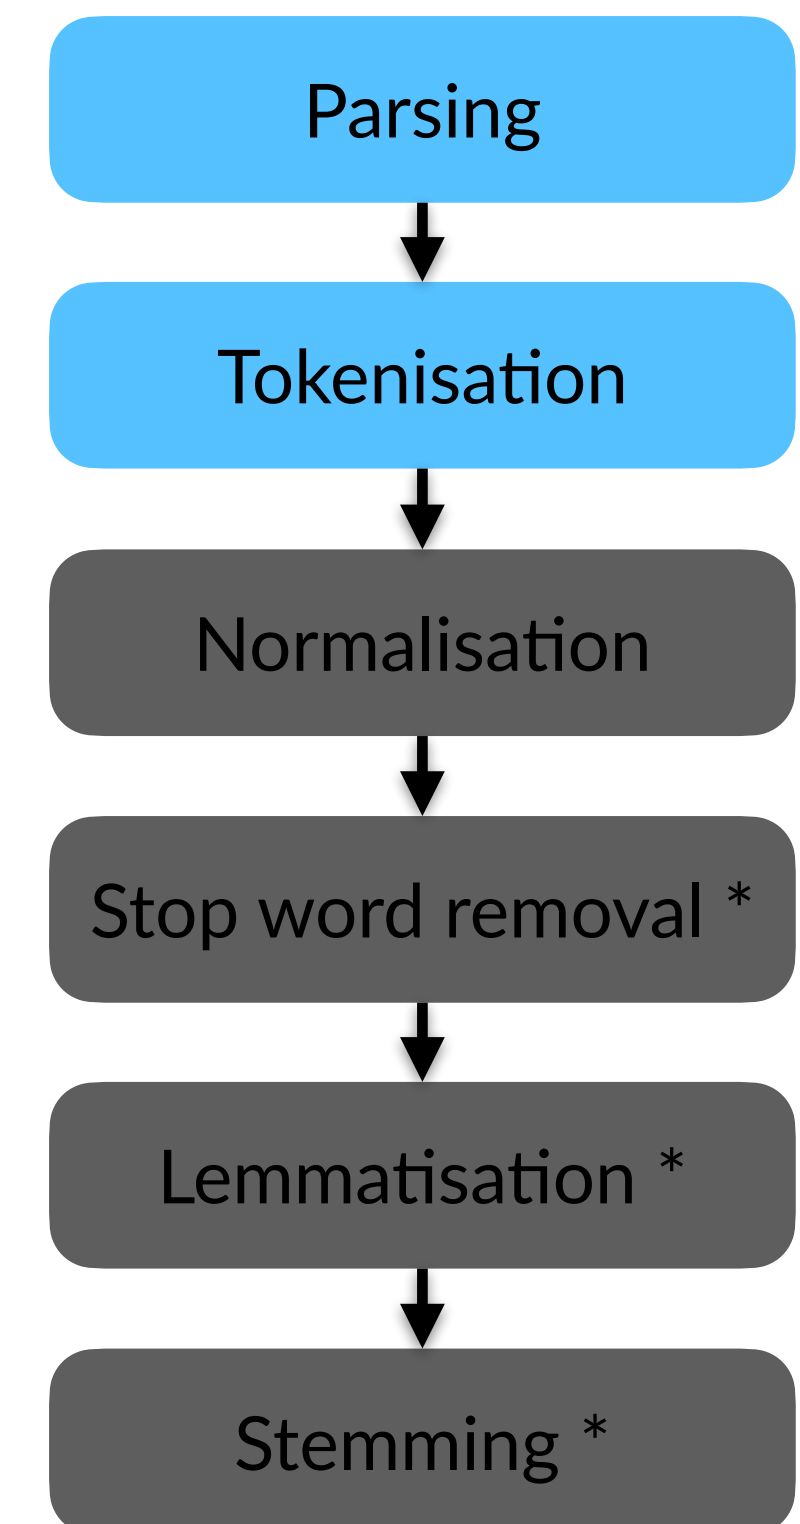 Parsing
Tokenisation
Normalisation
Stop word removal *
Lemmatisation *
Stemming *